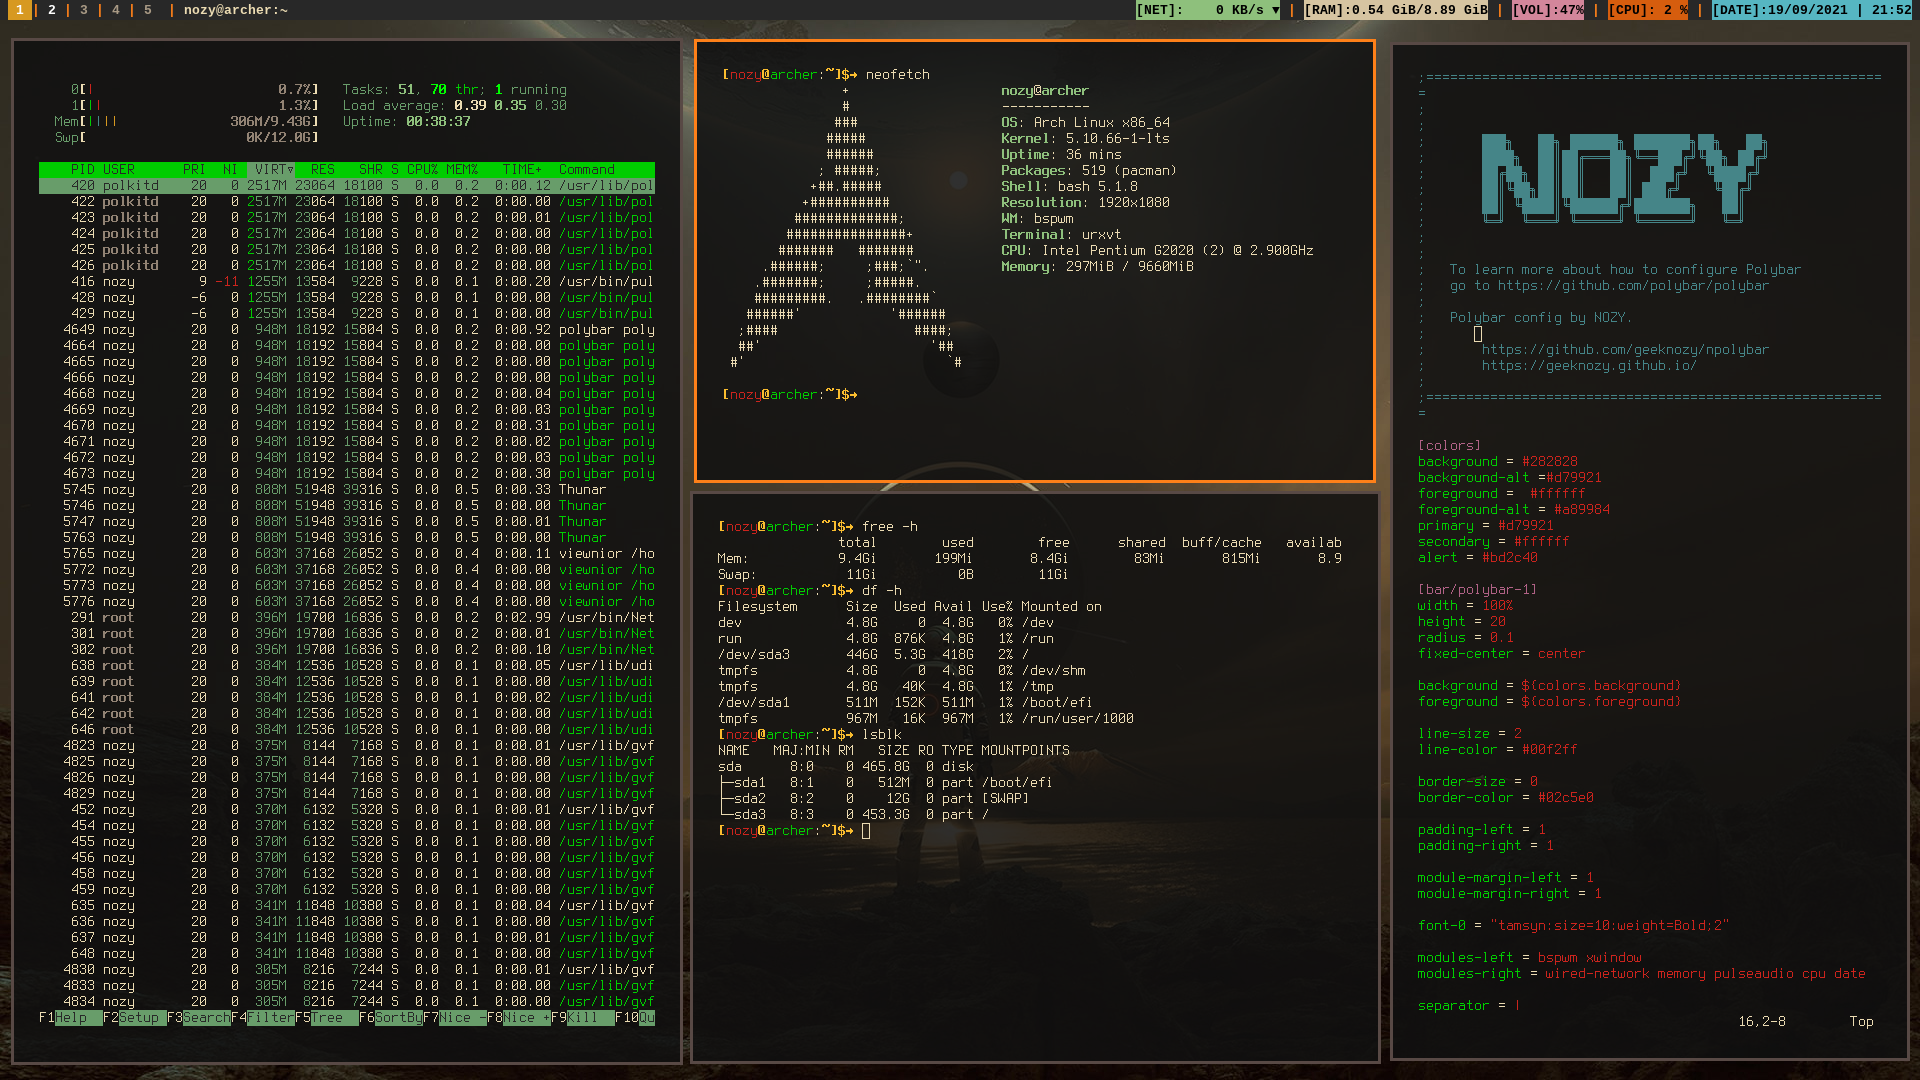 1 | 2 | 3 | 4 | 5 | nozy@archer:~
[NET]: 0 KB/s ▼ | [RAM]:0.54 GiB/8.89 GiB | [VOL]:47% | [CPU]: 2 % | [DATE]:19/09/2021 | 21:52
0[| 0.7%] Tasks: 51, 70 thr; 1 running
1[|| 1.3%] Load average: 0.39 0.35 0.30
Mem[|||| 306M/9.43G] Uptime: 00:38:37
Swp[ 0K/12.0G]
PID USER PRI NI VIRT▽ RES SHR S CPU% MEM% TIME+ Command
420 polkitd 20 0 2517M 23064 18100 S 0.0 0.2 0:00.12 /usr/lib/pol
422 polkitd 20 0 2517M 23064 18100 S 0.0 0.2 0:00.00 /usr/lib/pol
423 polkitd 20 0 2517M 23064 18100 S 0.0 0.2 0:00.01 /usr/lib/pol
424 polkitd 20 0 2517M 23064 18100 S 0.0 0.2 0:00.00 /usr/lib/pol
425 polkitd 20 0 2517M 23064 18100 S 0.0 0.2 0:00.00 /usr/lib/pol
426 polkitd 20 0 2517M 23064 18100 S 0.0 0.2 0:00.00 /usr/lib/pol
416 nozy 9 -11 1255M 13584 9228 S 0.0 0.1 0:00.20 /usr/bin/pul
428 nozy -6 0 1255M 13584 9228 S 0.0 0.1 0:00.00 /usr/bin/pul
429 nozy -6 0 1255M 13584 9228 S 0.0 0.1 0:00.00 /usr/bin/pul
4649 nozy 20 0 948M 18192 15804 S 0.0 0.2 0:00.92 polybar poly
4664 nozy 20 0 948M 18192 15804 S 0.0 0.2 0:00.00 polybar poly
4665 nozy 20 0 948M 18192 15804 S 0.0 0.2 0:00.00 polybar poly
4666 nozy 20 0 948M 18192 15804 S 0.0 0.2 0:00.00 polybar poly
4668 nozy 20 0 948M 18192 15804 S 0.0 0.2 0:00.04 polybar poly
4669 nozy 20 0 948M 18192 15804 S 0.0 0.2 0:00.03 polybar poly
4670 nozy 20 0 948M 18192 15804 S 0.0 0.2 0:00.31 polybar poly
4671 nozy 20 0 948M 18192 15804 S 0.0 0.2 0:00.02 polybar poly
4672 nozy 20 0 948M 18192 15804 S 0.0 0.2 0:00.03 polybar poly
4673 nozy 20 0 948M 18192 15804 S 0.0 0.2 0:00.30 polybar poly
5745 nozy 20 0 808M 51948 39316 S 0.0 0.5 0:00.33 Thunar
5746 nozy 20 0 808M 51948 39316 S 0.0 0.5 0:00.00 Thunar
5747 nozy 20 0 808M 51948 39316 S 0.0 0.5 0:00.01 Thunar
5763 nozy 20 0 808M 51948 39316 S 0.0 0.5 0:00.00 Thunar
5765 nozy 20 0 603M 37168 26052 S 0.0 0.4 0:00.11 viewnior /ho
5772 nozy 20 0 603M 37168 26052 S 0.0 0.4 0:00.00 viewnior /ho
5773 nozy 20 0 603M 37168 26052 S 0.0 0.4 0:00.00 viewnior /ho
5776 nozy 20 0 603M 37168 26052 S 0.0 0.4 0:00.00 viewnior /ho
291 root 20 0 396M 19700 16836 S 0.0 0.2 0:02.99 /usr/bin/Net
301 root 20 0 396M 19700 16836 S 0.0 0.2 0:00.01 /usr/bin/Net
302 root 20 0 396M 19700 16836 S 0.0 0.2 0:00.10 /usr/bin/Net
638 root 20 0 384M 12536 10528 S 0.0 0.1 0:00.05 /usr/lib/udi
639 root 20 0 384M 12536 10528 S 0.0 0.1 0:00.00 /usr/lib/udi
641 root 20 0 384M 12536 10528 S 0.0 0.1 0:00.02 /usr/lib/udi
642 root 20 0 384M 12536 10528 S 0.0 0.1 0:00.00 /usr/lib/udi
646 root 20 0 384M 12536 10528 S 0.0 0.1 0:00.00 /usr/lib/udi
4823 nozy 20 0 375M 8144 7168 S 0.0 0.1 0:00.01 /usr/lib/gvf
4825 nozy 20 0 375M 8144 7168 S 0.0 0.1 0:00.00 /usr/lib/gvf
4826 nozy 20 0 375M 8144 7168 S 0.0 0.1 0:00.00 /usr/lib/gvf
4829 nozy 20 0 375M 8144 7168 S 0.0 0.1 0:00.00 /usr/lib/gvf
452 nozy 20 0 370M 6132 5320 S 0.0 0.1 0:00.01 /usr/lib/gvf
454 nozy 20 0 370M 6132 5320 S 0.0 0.1 0:00.00 /usr/lib/gvf
455 nozy 20 0 370M 6132 5320 S 0.0 0.1 0:00.00 /usr/lib/gvf
456 nozy 20 0 370M 6132 5320 S 0.0 0.1 0:00.00 /usr/lib/gvf
458 nozy 20 0 370M 6132 5320 S 0.0 0.1 0:00.00 /usr/lib/gvf
459 nozy 20 0 370M 6132 5320 S 0.0 0.1 0:00.00 /usr/lib/gvf
635 nozy 20 0 341M 11848 10380 S 0.0 0.1 0:00.04 /usr/lib/gvf
636 nozy 20 0 341M 11848 10380 S 0.0 0.1 0:00.00 /usr/lib/gvf
637 nozy 20 0 341M 11848 10380 S 0.0 0.1 0:00.01 /usr/lib/gvf
648 nozy 20 0 341M 11848 10380 S 0.0 0.1 0:00.00 /usr/lib/gvf
4830 nozy 20 0 305M 8216 7244 S 0.0 0.1 0:00.01 /usr/lib/gvf
4833 nozy 20 0 305M 8216 7244 S 0.0 0.1 0:00.00 /usr/lib/gvf
4834 nozy 20 0 305M 8216 7244 S 0.0 0.1 0:00.00 /usr/lib/gvf
F1Help F2Setup F3SearchF4FilterF5Tree F6SortByF7Nice -F8Nice +F9Kill F10Qu
[nozy@archer:~]$→ neofetch
nozy@archer
-----------
OS: Arch Linux x86_64
Kernel: 5.10.66-1-lts
Uptime: 36 mins
Packages: 519 (pacman)
Shell: bash 5.1.8
Resolution: 1920x1080
WM: bspwm
Terminal: urxvt
CPU: Intel Pentium G2020 (2) @ 2.900GHz
Memory: 297MiB / 9660MiB
[nozy@archer:~]$→
[nozy@archer:~]$→ free -h
total used free shared buff/cache availab
Mem: 9.4Gi 199Mi 8.4Gi 83Mi 815Mi 8.9
Swap: 11Gi 0B 11Gi
[nozy@archer:~]$→ df -h
Filesystem Size Used Avail Use% Mounted on
dev 4.8G 0 4.8G 0% /dev
run 4.8G 876K 4.8G 1% /run
/dev/sda3 446G 5.3G 418G 2% /
tmpfs 4.8G 0 4.8G 0% /dev/shm
tmpfs 4.8G 40K 4.8G 1% /tmp
/dev/sda1 511M 152K 511M 1% /boot/efi
tmpfs 967M 16K 967M 1% /run/user/1000
[nozy@archer:~]$→ lsblk
NAME MAJ:MIN RM SIZE RO TYPE MOUNTPOINTS
sda 8:0 0 465.8G 0 disk
├─sda1 8:1 0 512M 0 part /boot/efi
├─sda2 8:2 0 12G 0 part [SWAP]
└─sda3 8:3 0 453.3G 0 part /
[nozy@archer:~]$→
;=========================================================
=
NOZY
; To learn more about how to configure Polybar
; go to https://github.com/polybar/polybar
;
; Polybar config by NOZY.
;
; https://github.com/geeknozy/npolybar
; https://geeknozy.github.io/
;
;=========================================================
=
[colors]
background = #282828
background-alt =#d79921
foreground = #ffffff
foreground-alt = #a89984
primary = #d79921
secondary = #ffffff
alert = #bd2c40
[bar/polybar-1]
width = 100%
height = 20
radius = 0.1
fixed-center = center
background = ${colors.background}
foreground = ${colors.foreground}
line-size = 2
line-color = #00f2ff
border-size = 0
border-color = #02c5e0
padding-left = 1
padding-right = 1
module-margin-left = 1
module-margin-right = 1
font-0 = "tamsyn:size=10:weight=Bold;2"
modules-left = bspwm xwindow
modules-right = wired-network memory pulseaudio cpu date
separator = |
16,2-8 Top